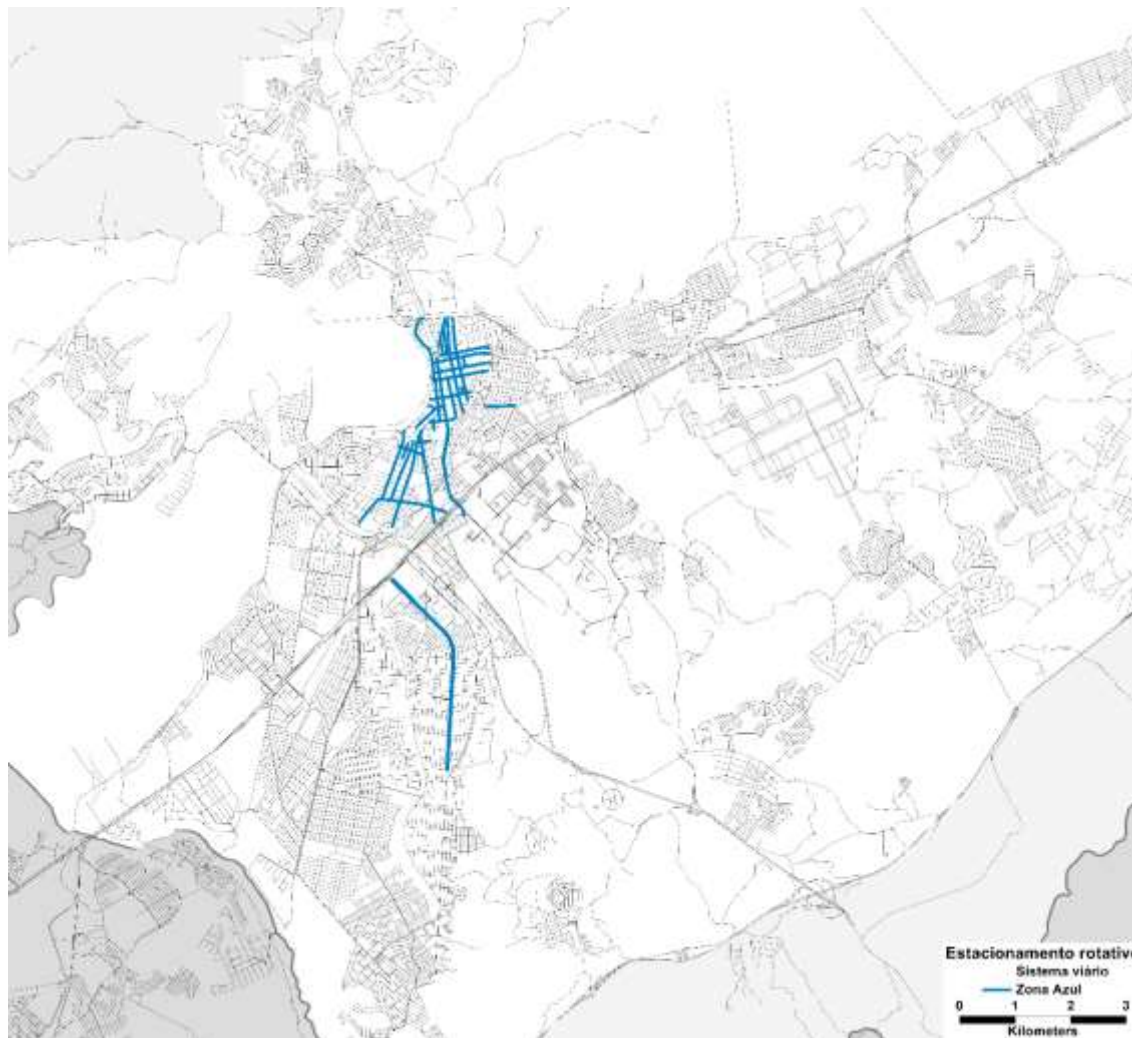 Estacionamento rotativo
Sistema viário
Zona Azul
0 1 2 3
Kilometers